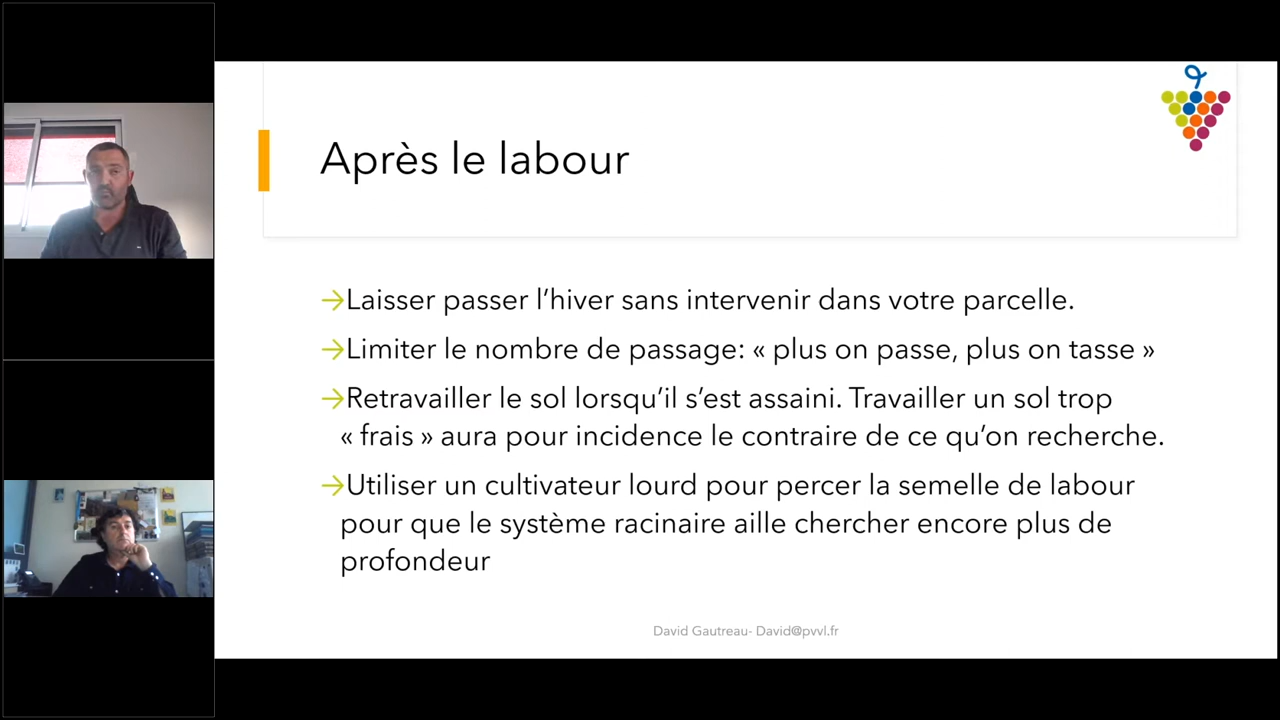 Après le labour
→Laisser passer l’hiver sans intervenir dans votre parcelle.
→Limiter le nombre de passage: « plus on passe, plus on tasse »
→Retravailler le sol lorsqu’il s’est assaini. Travailler un sol trop
« frais » aura pour incidence le contraire de ce qu’on recherche.
→Utiliser un cultivateur lourd pour percer la semelle de labour
pour que le système racinaire aille chercher encore plus de
profondeur
David Gautreau- David@pvvl.fr